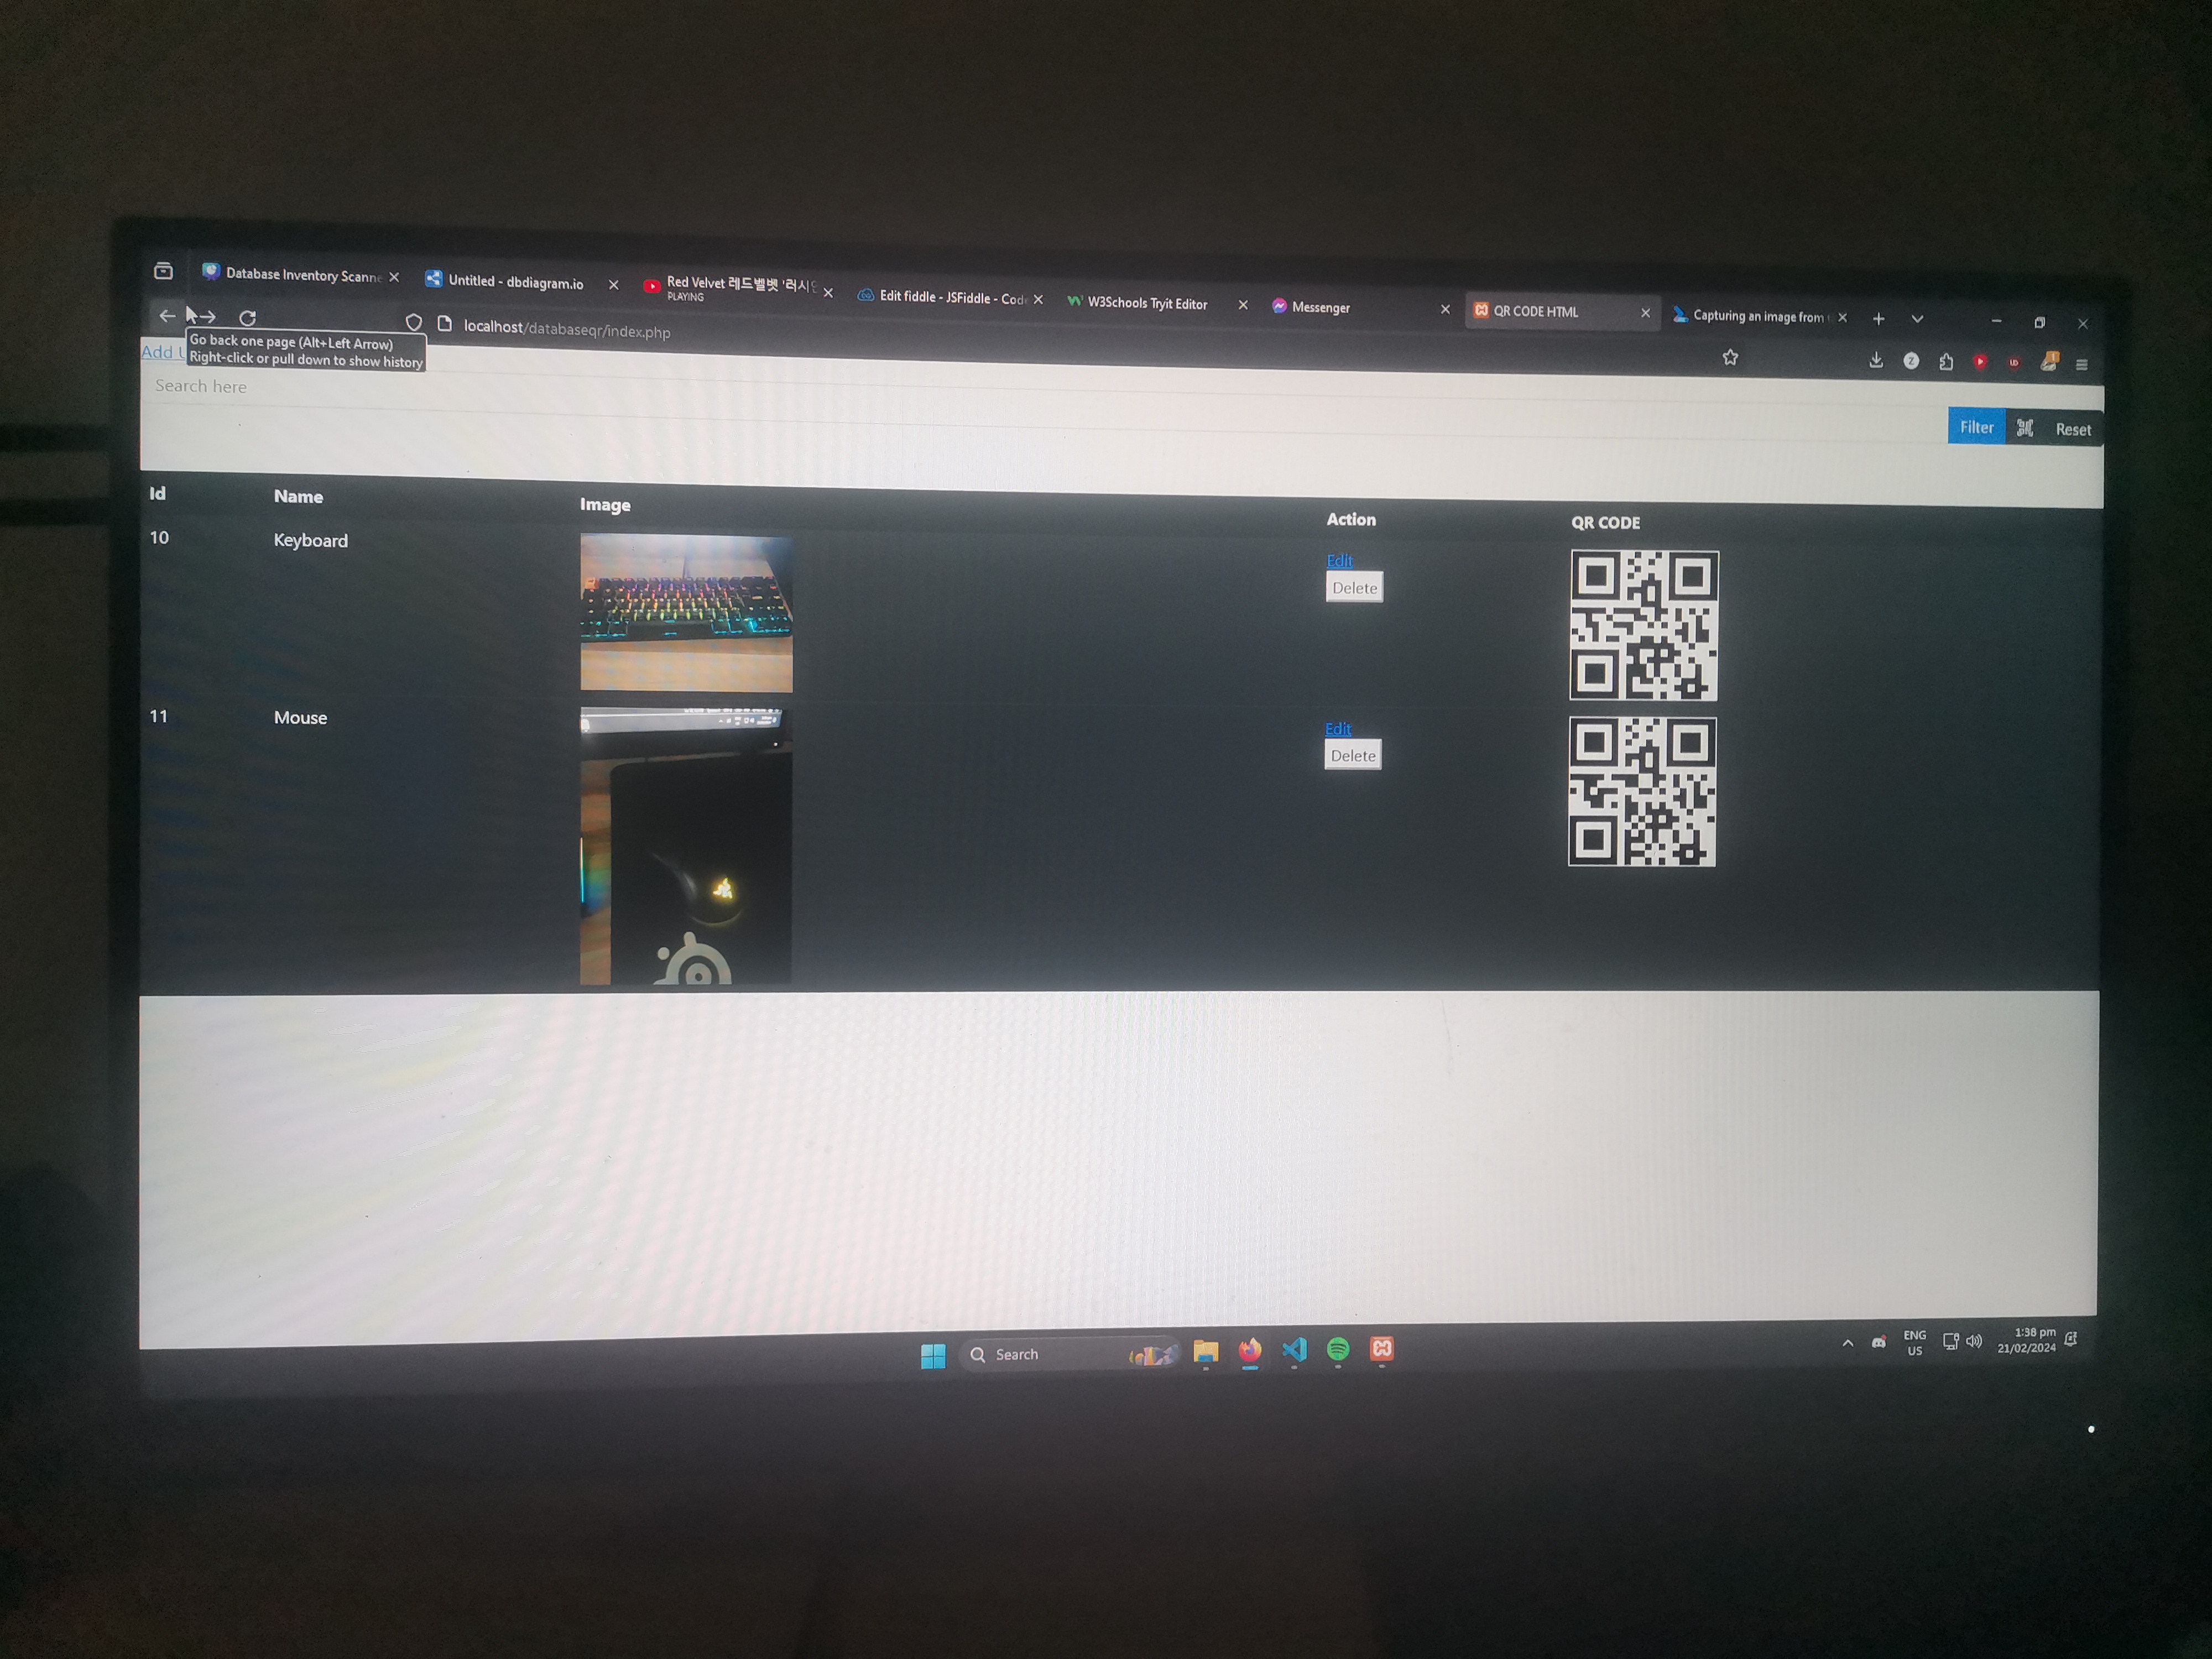 Database Inventory Scanne
Untitled - dbdiagram.io
Red Velvet 레드벨벳 '러시
PLAYING
Edit fiddle - JSFiddle - Code
W3Schools Tryit Editor
Messenger
QR CODE HTML
Capturing an image from
localhost/databaseqr/index.php
Go back one page (Alt+Left Arrow)
Right-click or pull down to show history
Add
Search here
Filter
Reset
Id Name Image Action QR CODE
10 Keyboard
Edit
Delete
11 Mouse
Edit
Delete
Search
ENG
US
1:38 pm
21/02/2024